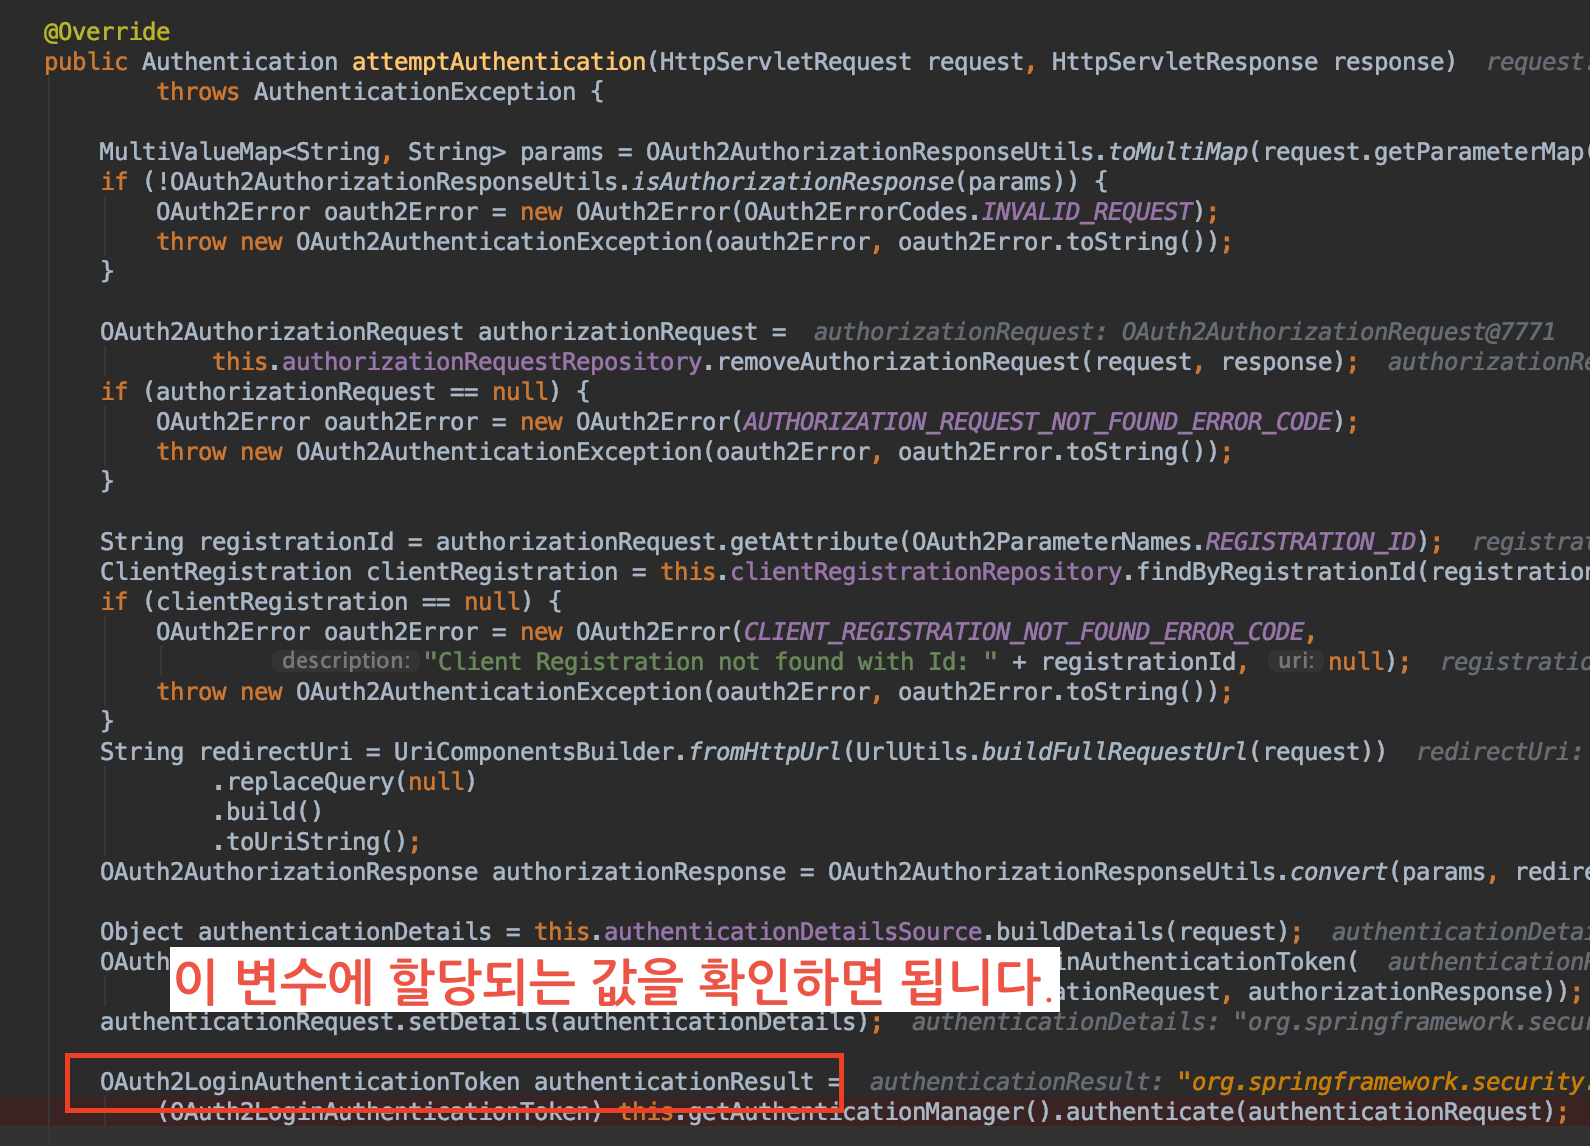 @Override
public Authentication attemptAuthentication(HttpServletRequest request, HttpServletResponse response)  request:
throws AuthenticationException {
MultiValueMap<String, String> params = OAuth2AuthorizationResponseUtils.toMultiMap(request.getParameterMap(
if (!OAuth2AuthorizationResponseUtils.isAuthorizationResponse(params)) {
OAuth2Error oauth2Error = new OAuth2Error(OAuth2ErrorCodes.INVALID_REQUEST);
throw new OAuth2AuthenticationException(oauth2Error, oauth2Error.toString());
}
OAuth2AuthorizationRequest authorizationRequest =  authorizationRequest: OAuth2AuthorizationRequest@7771
this.authorizationRequestRepository.removeAuthorizationRequest(request, response);  authorizationRe
if (authorizationRequest == null) {
OAuth2Error oauth2Error = new OAuth2Error(AUTHORIZATION_REQUEST_NOT_FOUND_ERROR_CODE);
throw new OAuth2AuthenticationException(oauth2Error, oauth2Error.toString());
}
String registrationId = authorizationRequest.getAttribute(OAuth2ParameterNames.REGISTRATION_ID);  registrat
ClientRegistration clientRegistration = this.clientRegistrationRepository.findByRegistrationId(registration
if (clientRegistration == null) {
OAuth2Error oauth2Error = new OAuth2Error(CLIENT_REGISTRATION_NOT_FOUND_ERROR_CODE,
description: "Client Registration not found with Id: " + registrationId, uri: null);  registratio
throw new OAuth2AuthenticationException(oauth2Error, oauth2Error.toString());
}
String redirectUri = UriComponentsBuilder.fromHttpUrl(UrlUtils.buildFullRequestUrl(request))  redirectUri:
.replaceQuery(null)
.build()
.toUriString();
OAuth2AuthorizationResponse authorizationResponse = OAuth2AuthorizationResponseUtils.convert(params, redire
Object authenticationDetails = this.authenticationDetailsSource.buildDetails(request);  authenticationDetai
OAuth
이 변수에 할당되는 값을 확인하면 됩니다.
inAuthenticationToken(  authenticationR
ationRequest, authorizationResponse));
authenticationRequest.setDetails(authenticationDetails);  authenticationDetails: "org.springframework.secur
OAuth2LoginAuthenticationToken authenticationResult =  authenticationResult: "org.springframework.security.
(OAuth2LoginAuthenticationToken) this.getAuthenticationManager().authenticate(authenticationRequest);